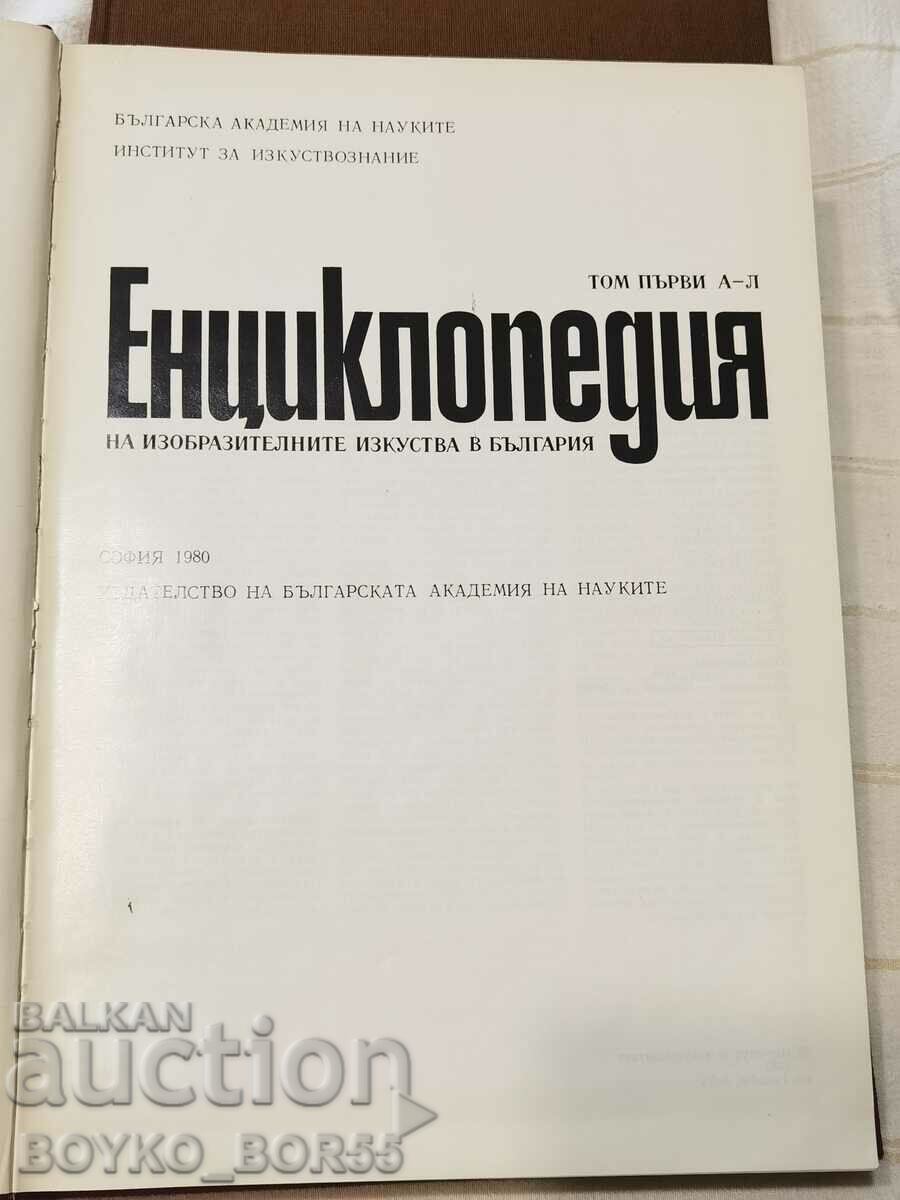 БЪЛГАРСКА АКАДЕМИЯ НА НАУКИТЕ
ИНСТИТУТ ЗА ИЗКУСТВОЗНАНИЕ
ТОМ ПЪРВИ А-Л
Енциклопедия
НА ИЗОБРАЗИТЕЛНИТЕ ИЗКУСТВА В БЪЛГАРИЯ
СОФИЯ 1980
ИЗДАТЕЛСТВО НА БЪЛГАРСКАТА АКАДЕМИЯ НА НАУКИТЕ
BALKAN
auction
BOYKO_BOR55